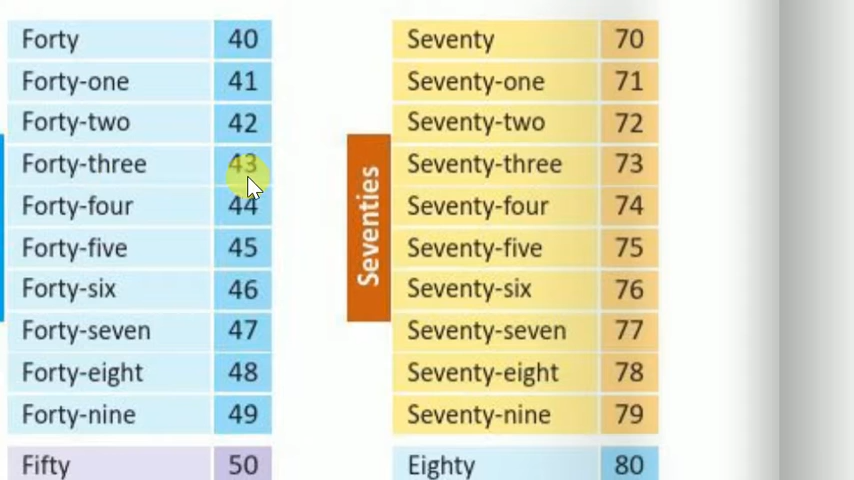 Forty 40
Forty-one 41
Forty-two 42
Forty-three 43
Forty-four 44
Forty-five 45
Forty-six 46
Forty-seven 47
Forty-eight 48
Forty-nine 49
Fifty 50
Seventies
Seventy 70
Seventy-one 71
Seventy-two 72
Seventy-three 73
Seventy-four 74
Seventy-five 75
Seventy-six 76
Seventy-seven 77
Seventy-eight 78
Seventy-nine 79
Eighty 80